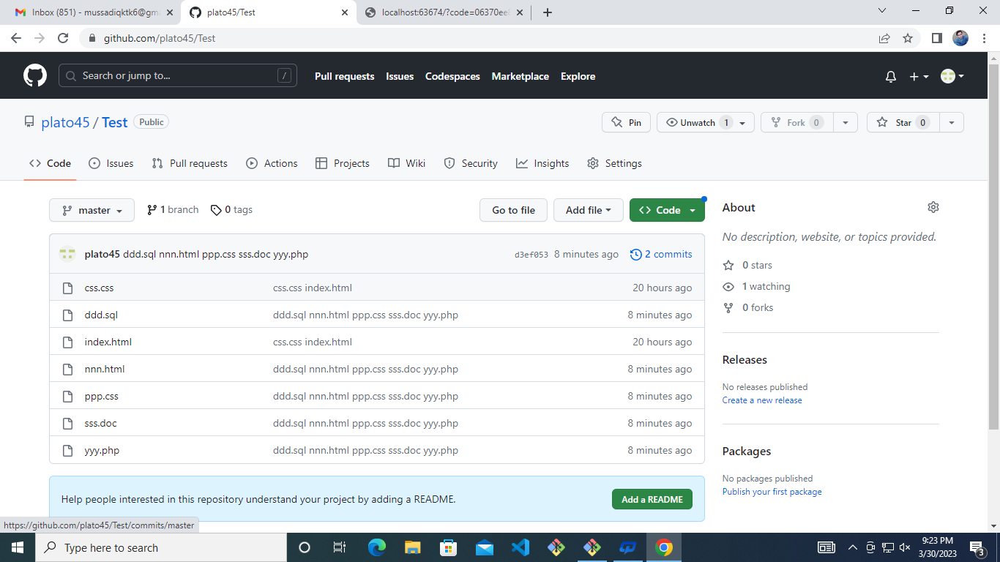 Inbox (851) - mussadiqktk6@gm
plato45/Test
localhost:63674/?code=06370ee
github.com/plato45/Test
Search or jump to... /
Pull requests Issues Codespaces Marketplace Explore
plato45 / Test Public
Pin Unwatch 1 Fork 0 Star 0
Code Issues Pull requests Actions Projects Wiki Security Insights Settings
master 1 branch 0 tags Go to file Add file Code
plato45 ddd.sql nnn.html ppp.css sss.doc yyy.php d3ef053 8 minutes ago 2 commits
css.css css.css index.html 20 hours ago
ddd.sql ddd.sql nnn.html ppp.css sss.doc yyy.php 8 minutes ago
index.html css.css index.html 20 hours ago
nnn.html ddd.sql nnn.html ppp.css sss.doc yyy.php 8 minutes ago
ppp.css ddd.sql nnn.html ppp.css sss.doc yyy.php 8 minutes ago
sss.doc ddd.sql nnn.html ppp.css sss.doc yyy.php 8 minutes ago
yyy.php ddd.sql nnn.html ppp.css sss.doc yyy.php 8 minutes ago
Help people interested in this repository understand your project by adding a README. Add a README
About
No description, website, or topics provided.
0 stars
1 watching
0 forks
Releases
No releases published
Create a new release
Packages
No packages published
Publish your first package
https://github.com/plato45/Test/commits/master
Type here to search
9:23 PM
3/30/2023
3